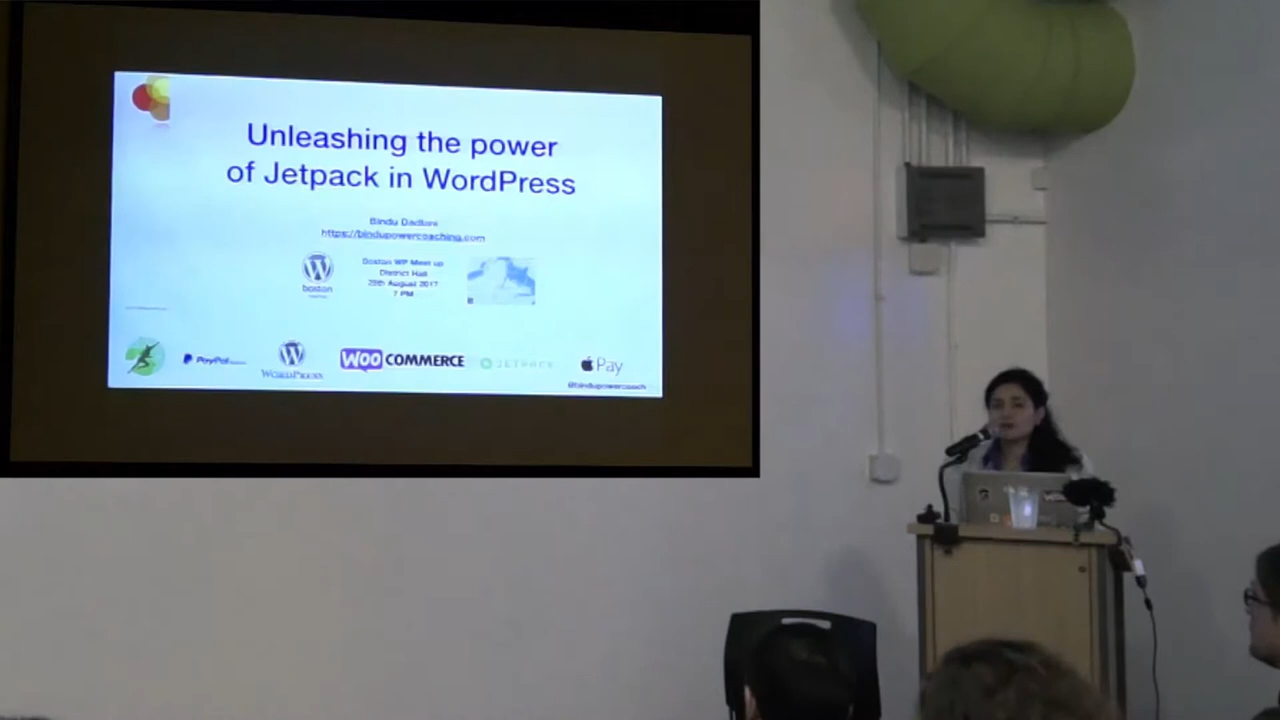 Unleashing the power
of Jetpack in WordPress
Bindu Dadlani
https://bindupowercoaching.com
boston
Boston WP Meet up
District Hall
29th August 2017
7 PM
PayPal
WORDPRESS
WOO COMMERCE
JETPACK
Pay
@bindupowercoach